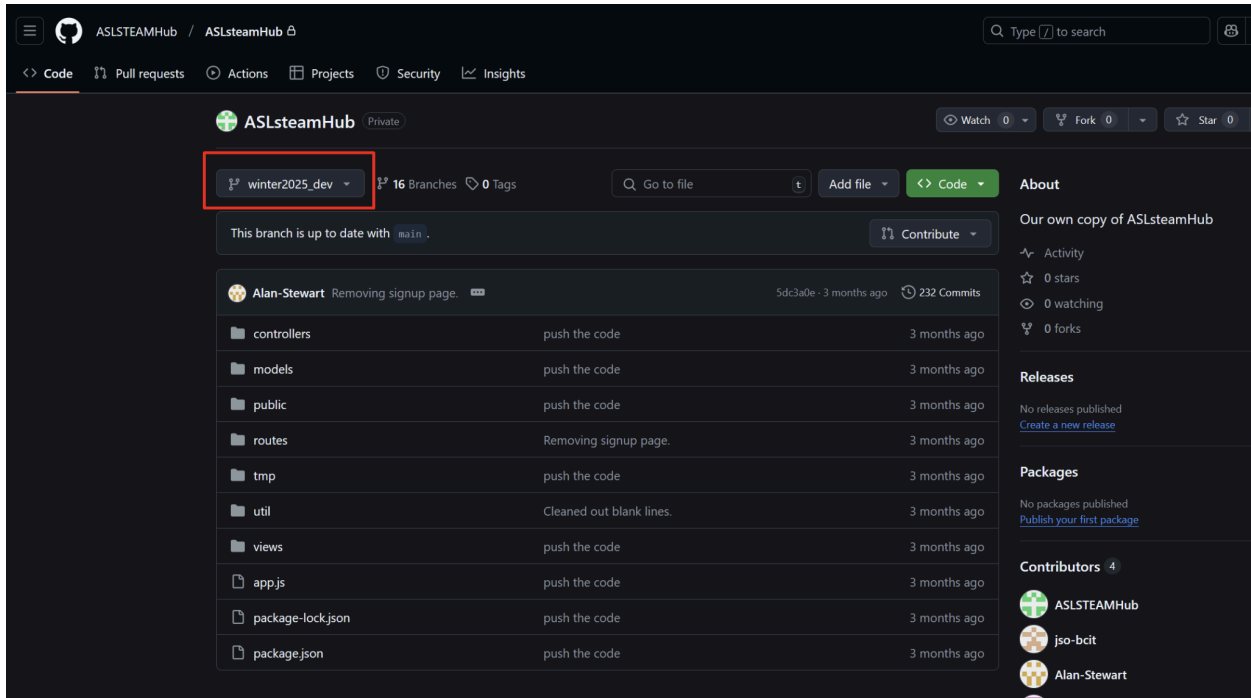 ASLSTEAMHub / ASLsteamHub
Type / to search
Code Pull requests Actions Projects Security Insights
ASLsteamHub Private
Watch 0 Fork 0 Star 0
winter2025_dev 16 Branches 0 Tags Go to file t Add file Code
This branch is up to date with main .
Contribute
Alan-Stewart Removing signup page. 5dc3a0e · 3 months ago 232 Commits
controllers push the code 3 months ago
models push the code 3 months ago
public push the code 3 months ago
routes Removing signup page. 3 months ago
tmp push the code 3 months ago
util Cleaned out blank lines. 3 months ago
views push the code 3 months ago
app.js push the code 3 months ago
package-lock.json push the code 3 months ago
package.json push the code 3 months ago
About
Our own copy of ASLsteamHub
Activity
0 stars
0 watching
0 forks
Releases
No releases published
Create a new release
Packages
No packages published
Publish your first package
Contributors 4
ASLSTEAMHub
jso-bcit
Alan-Stewart